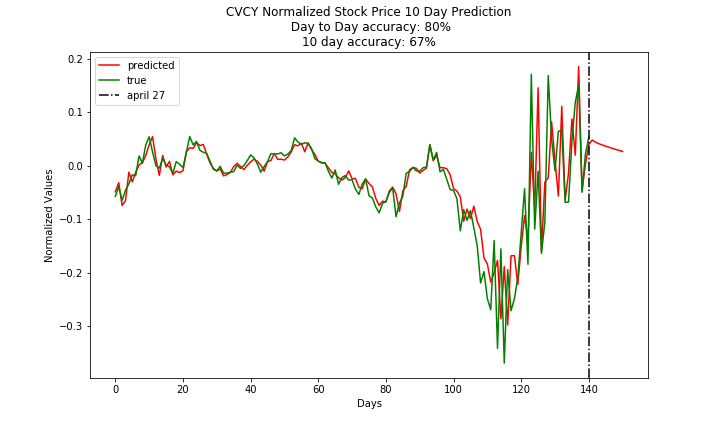 CVCY Normalized Stock Price 10 Day Prediction
Day to Day accuracy: 80%
10 day accuracy: 67%
predicted
true
april 27
Normalized Values
0.2
0.1
0.0
−0.1
−0.2
−0.3
0 20 40 60 80 100 120 140
Days